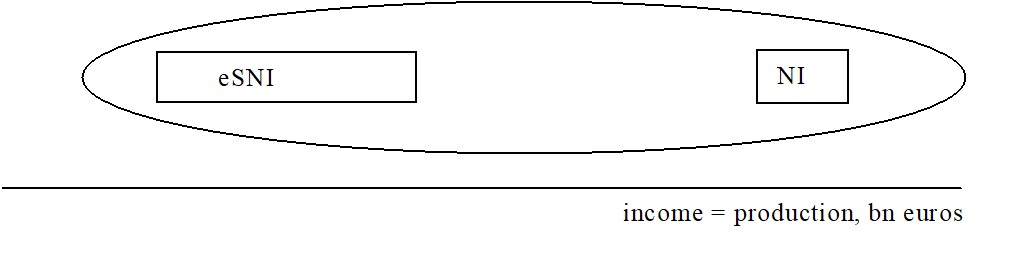 eSNI
NI
income = production, bn euros